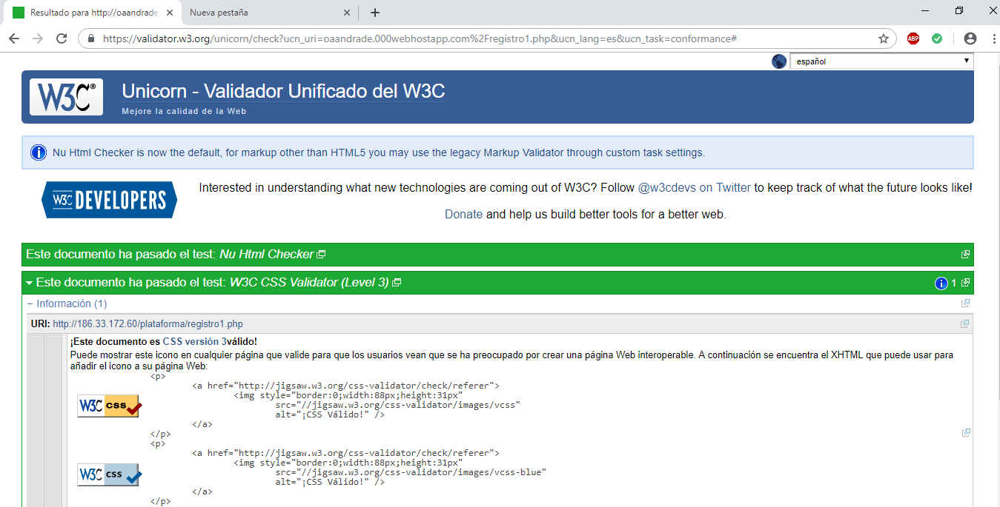 Resultado para http://oaandrade
Nueva pestaña
https://validator.w3.org/unicorn/check?ucn_uri=oaandrade.000webhostapp.com%2Fregistro1.php&ucn_lang=es&ucn_task=conformance#
ABP
español
W3C® Unicorn - Validador Unificado del W3C
Mejore la calidad de la Web
Nu Html Checker is now the default, for markup other than HTML5 you may use the legacy Markup Validator through custom task settings.
W3C DEVELOPERS
Interested in understanding what new technologies are coming out of W3C? Follow @w3cdevs on Twitter to keep track of what the future looks like!
Donate and help us build better tools for a better web.
Este documento ha pasado el test: Nu Html Checker
Este documento ha pasado el test: W3C CSS Validator (Level 3) 1
− Información (1)
URI: http://186.33.172.60/plataforma/registro1.php
¡Este documento es CSS versión 3válido!
Puede mostrar este icono en cualquier página que valide para que los usuarios vean que se ha preocupado por crear una página Web interoperable. A continuación se encuentra el XHTML que puede usar para
añadir el icono a su página Web:
<p>
<a href="http://jigsaw.w3.org/css-validator/check/referer">
<img style="border:0;width:88px;height:31px"
src="//jigsaw.w3.org/css-validator/images/vcss"
alt="¡CSS Válido!" />
</a>
</p>
W3C css
<p>
<a href="http://jigsaw.w3.org/css-validator/check/referer">
<img style="border:0;width:88px;height:31px"
src="//jigsaw.w3.org/css-validator/images/vcss-blue"
alt="¡CSS Válido!" />
</a>
</p>
W3C css